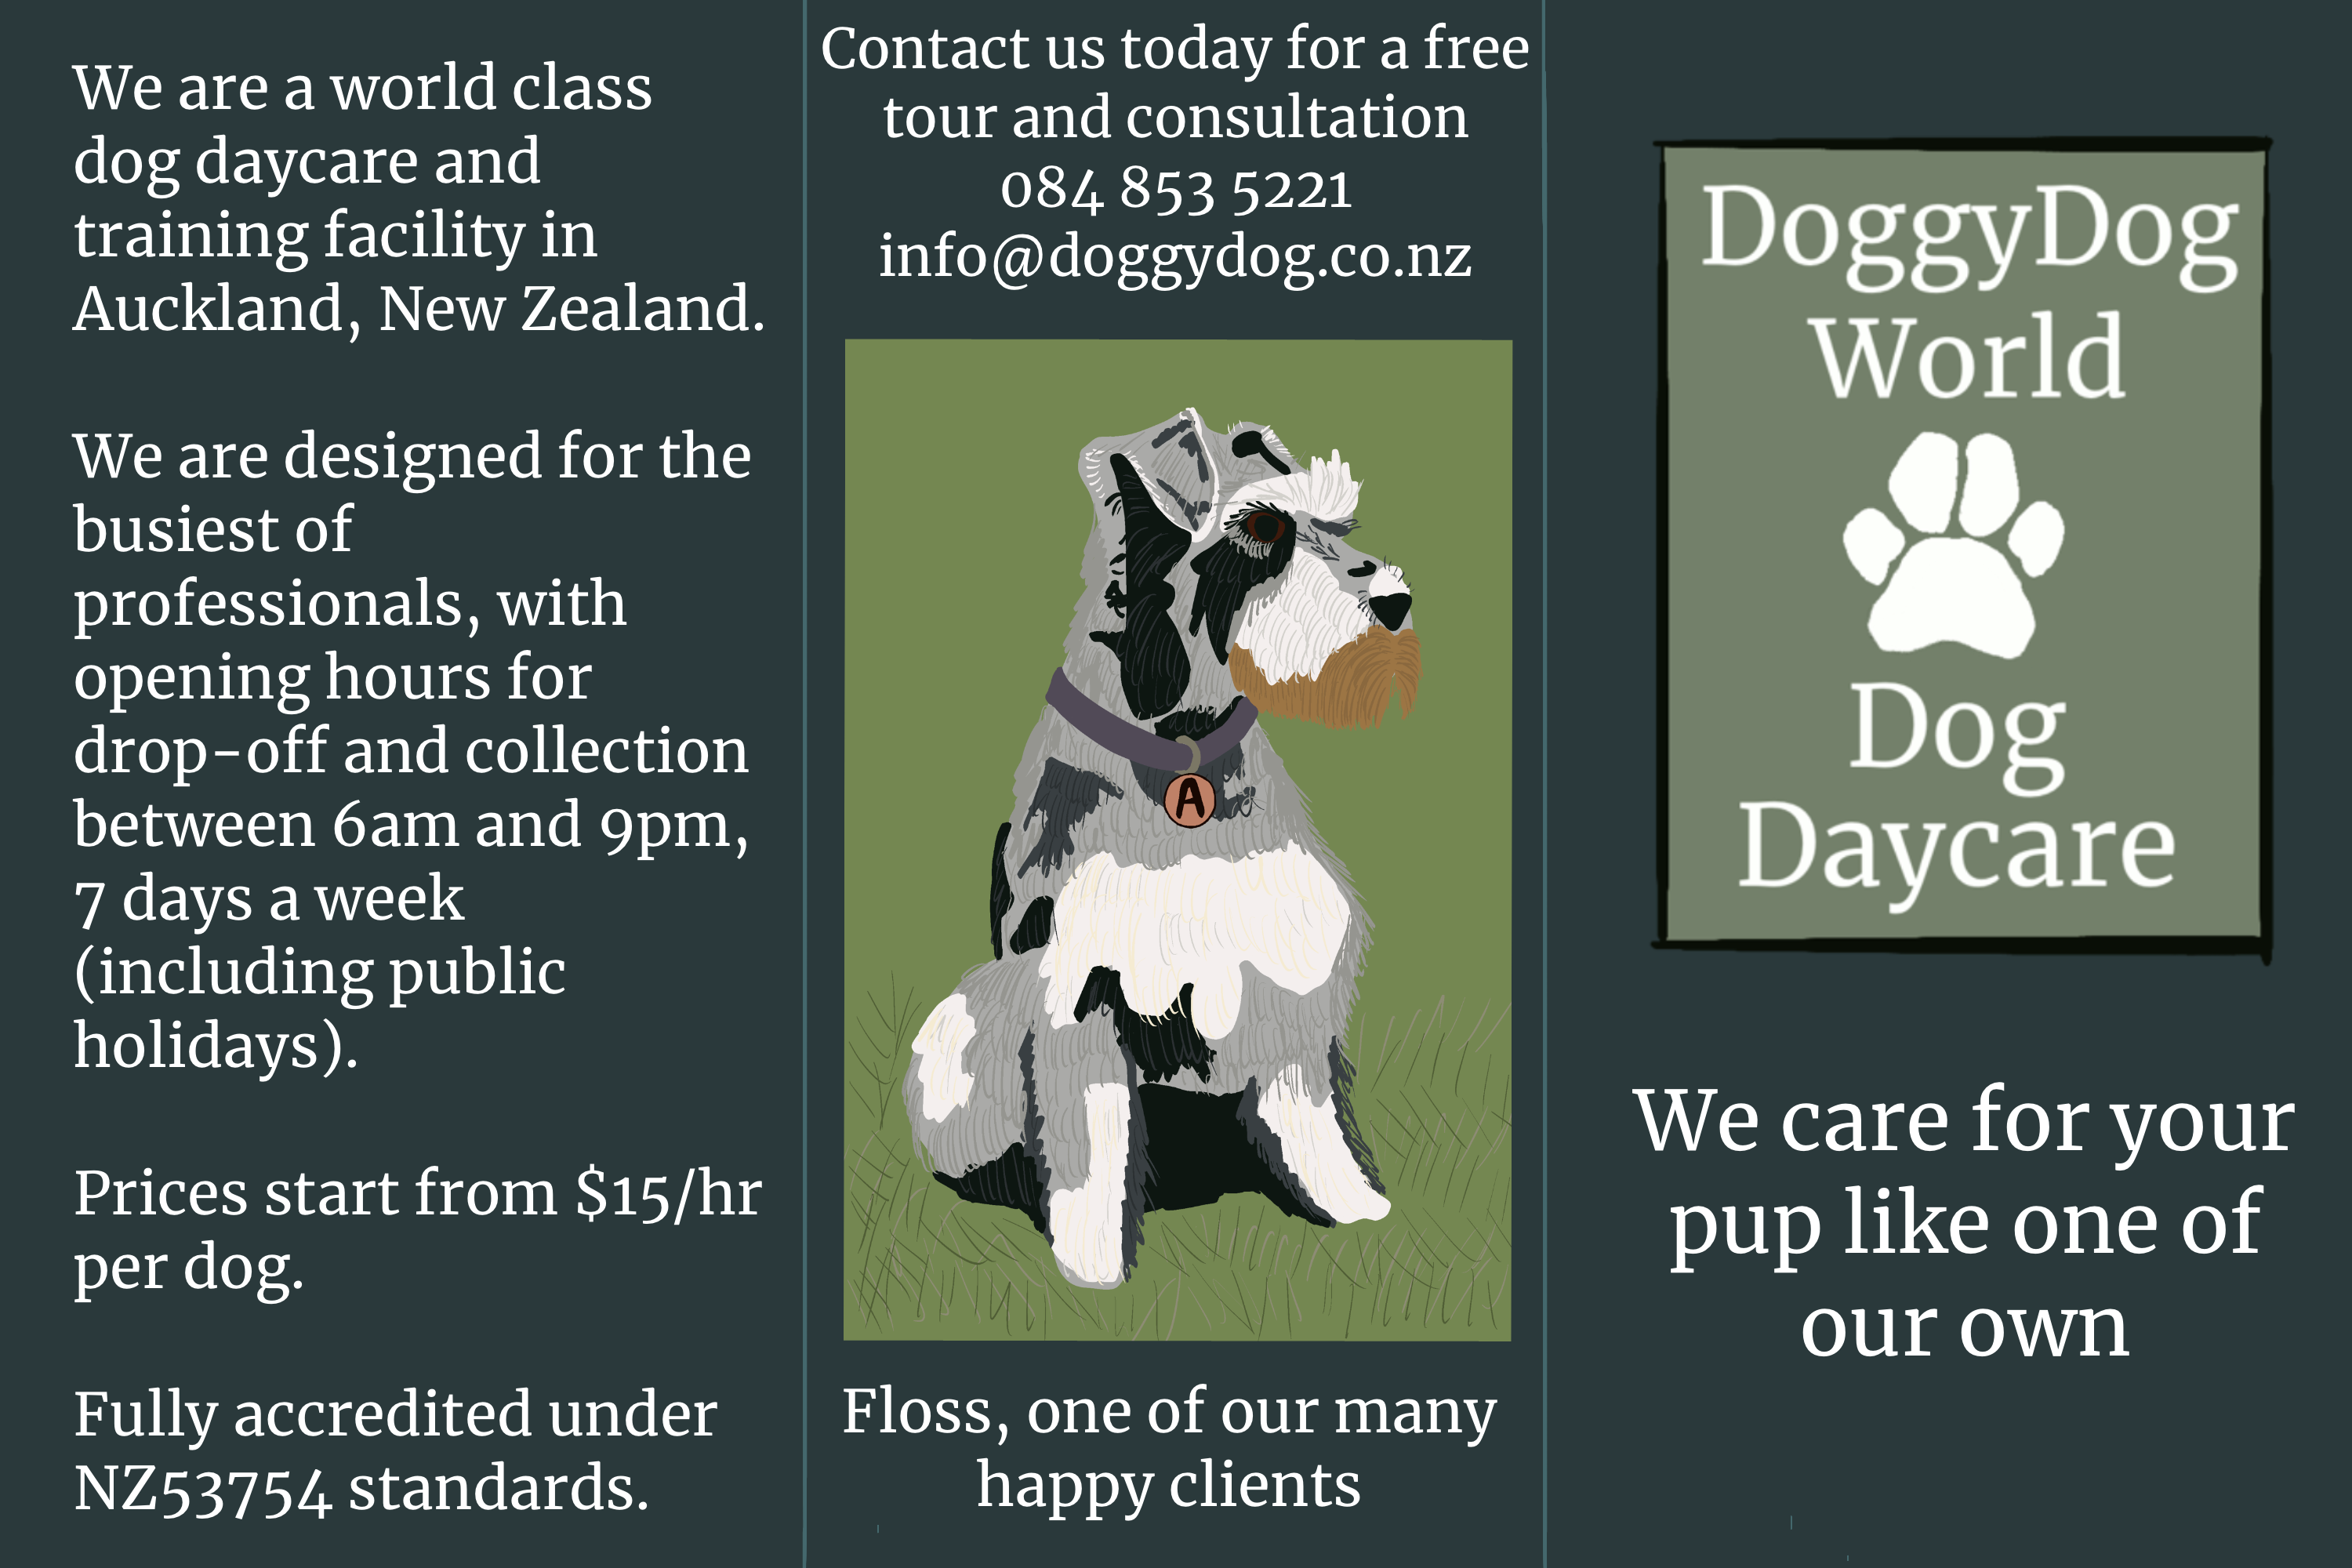 We are a world class
dog daycare and
training facility in
Auckland, New Zealand.
We are designed for the
busiest of
professionals, with
opening hours for
drop-off and collection
between 6am and 9pm,
7 days a week
(including public
holidays).
Prices start from $15/hr
per dog.
Fully accredited under
NZ53754 standards.
Contact us today for a free
tour and consultation
084 853 5221
info@doggydog.co.nz
A
Floss, one of our many
happy clients
DoggyDog
World
Dog
Daycare
We care for your
pup like one of
our own